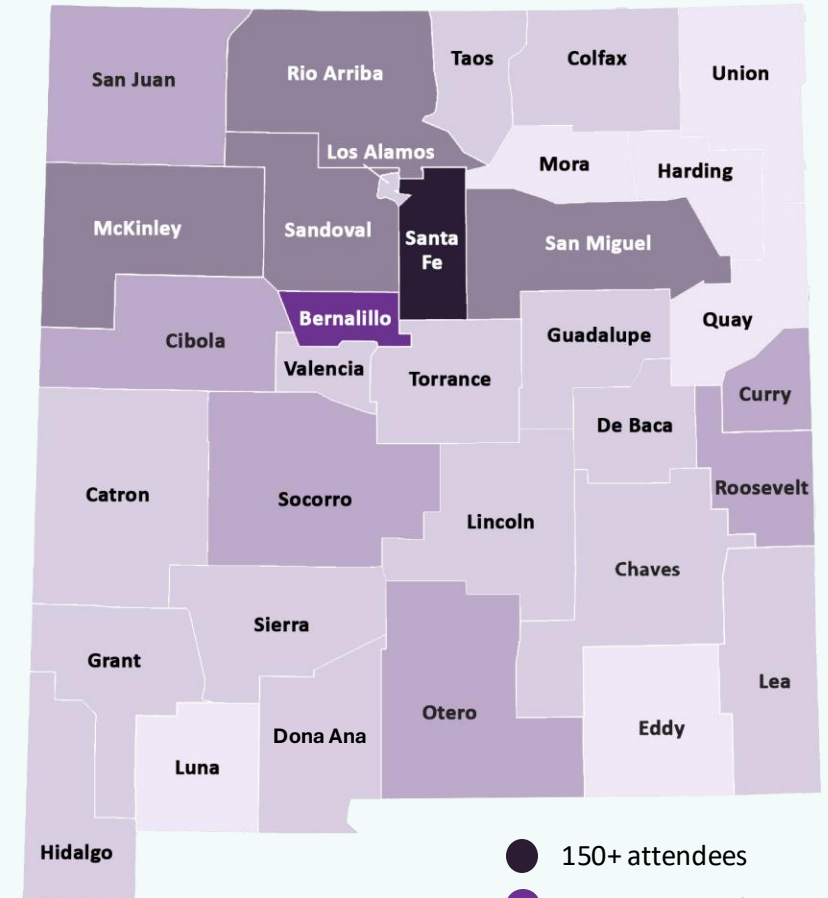 Taos
Colfax
Union
San Juan
Rio Arriba
Los Alamos
Mora
Harding
McKinley
Sandoval
Santa
Fe
San Miguel
Bernalillo
Quay
Cibola
Guadalupe
Valencia
Torrance
Curry
De Baca
Roosevelt
Catron
Socorro
Lincoln
Chaves
Sierra
Grant
Lea
Otero
Eddy
Dona Ana
Luna
Hidalgo
150+ attendees